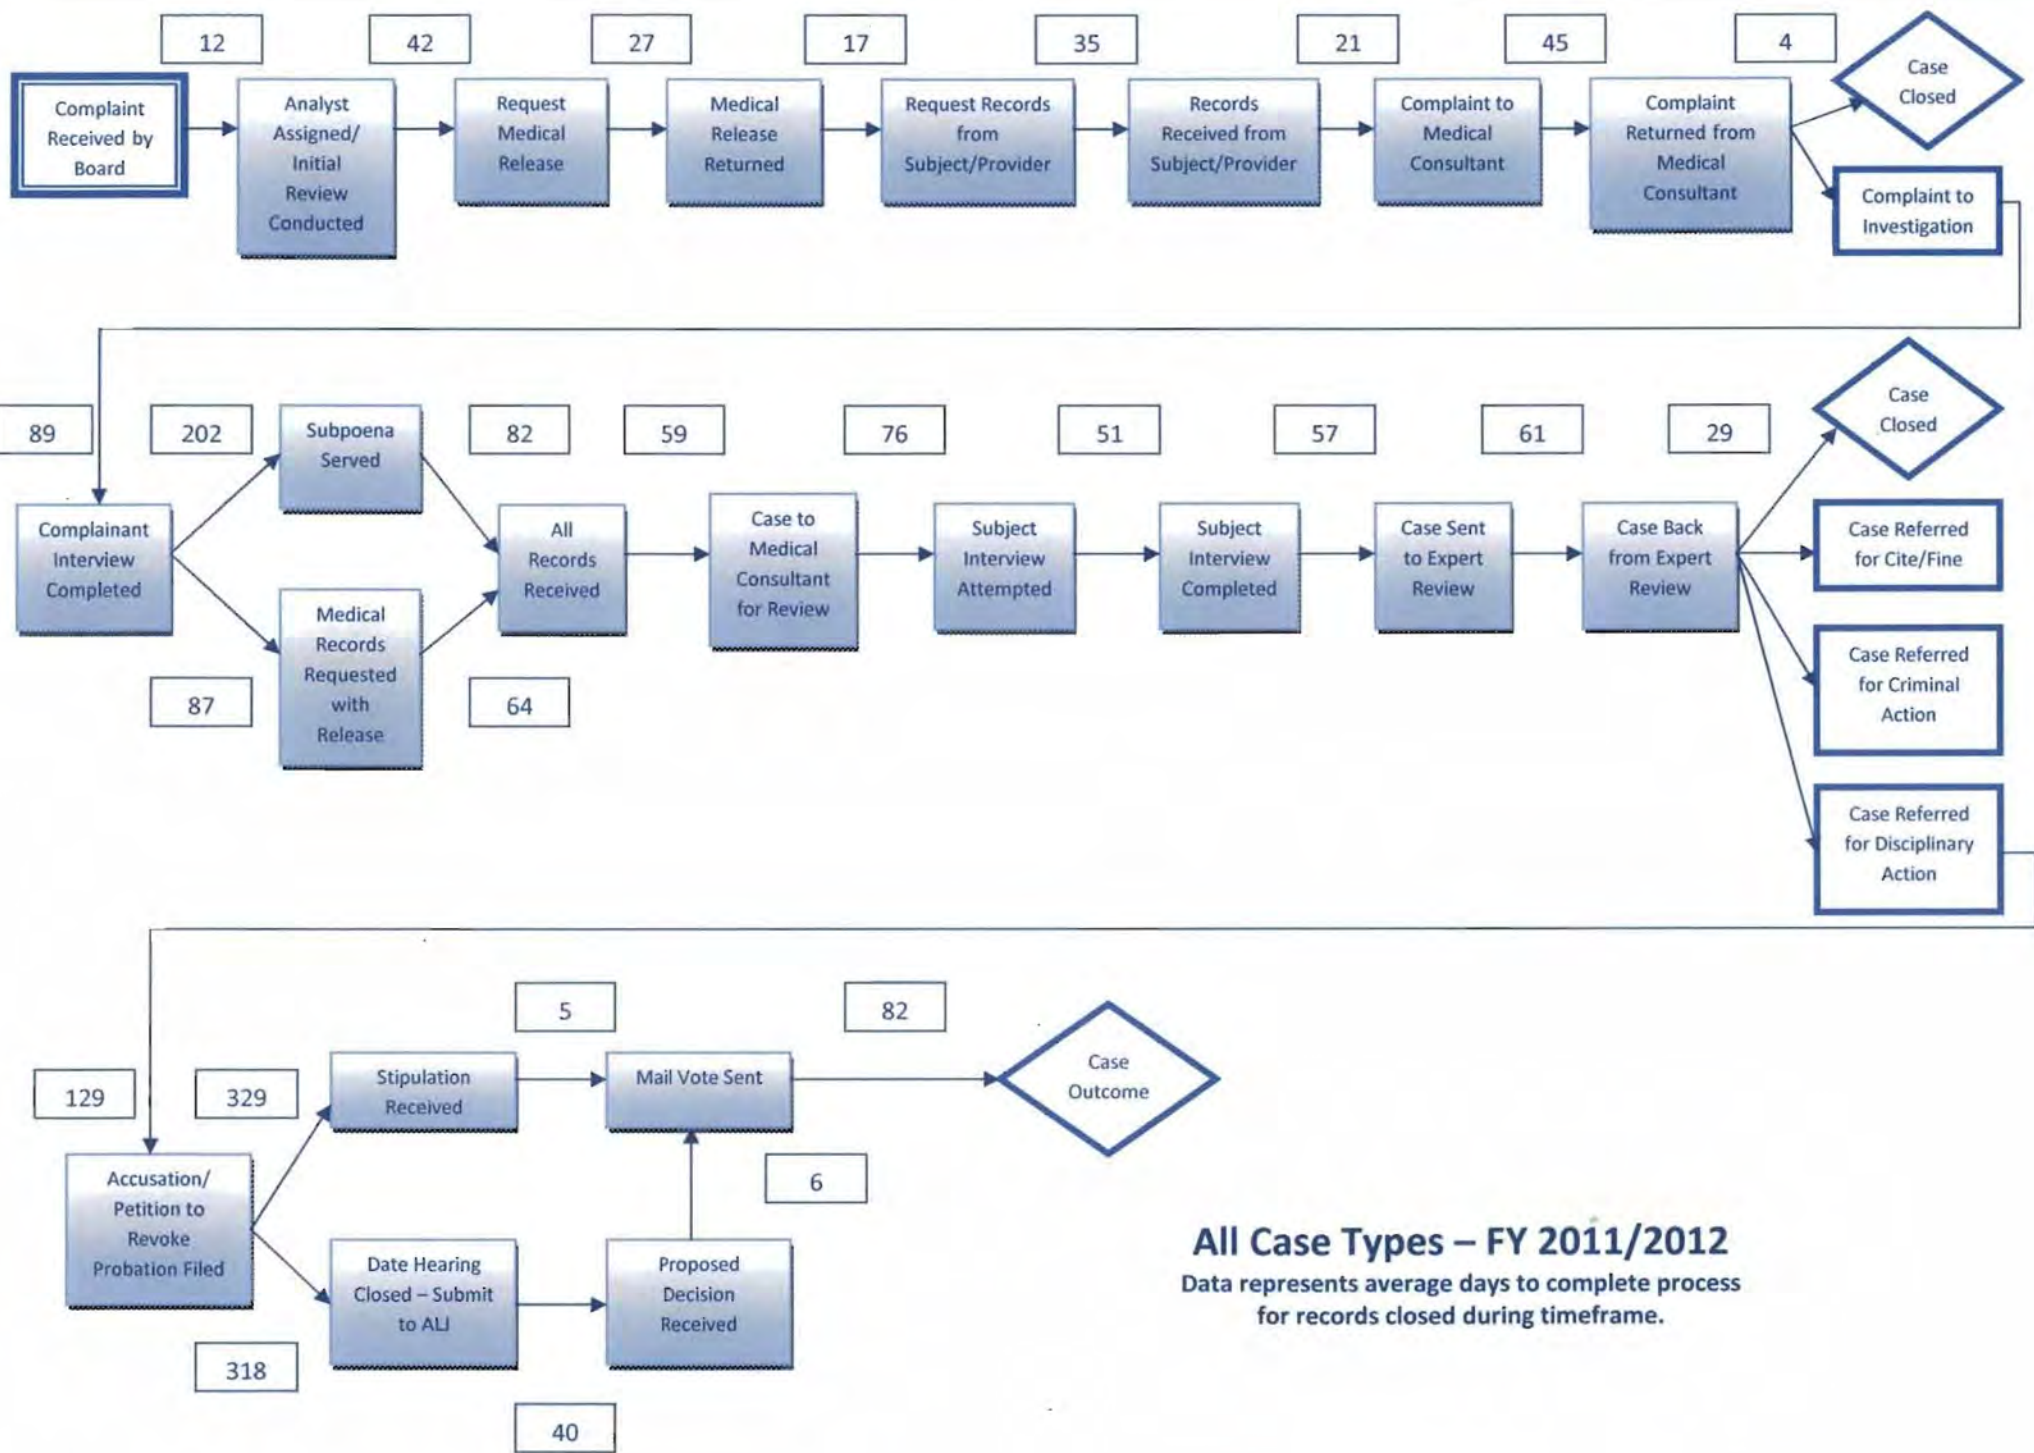 12
42
27
17
35
21
45
4
Complaint
Received by
Board
Analyst
Assigned/
Initial
Review
Conducted
Request
Medical
Release
Medical
Release
Returned
Request Records
from
Subject/Provider
Records
Received from
Subject/Provider
Complaint to
Medical
Consultant
Complaint
Returned from
Medical
Consultant
Case
Closed
Complaint to
Investigation
89
202
82
59
76
51
57
61
29
Complainant
Interview
Completed
Subpoena
Served
Medical
Records
Requested
with
Release
87
64
All
Records
Received
Case to
Medical
Consultant
for Review
Subject
Interview
Attempted
Subject
Interview
Completed
Case Sent
to Expert
Review
Case Back
from Expert
Review
Case
Closed
Case Referred
for Cite/Fine
Case Referred
for Criminal
Action
Case Referred
for Disciplinary
Action
129
329
5
82
Accusation/
Petition to
Revoke
Probation Filed
Stipulation
Received
Mail Vote Sent
Case
Outcome
6
Date Hearing
Closed – Submit
to ALJ
Proposed
Decision
Received
318
40
All Case Types – FY 2011/2012
Data represents average days to complete process
for records closed during timeframe.